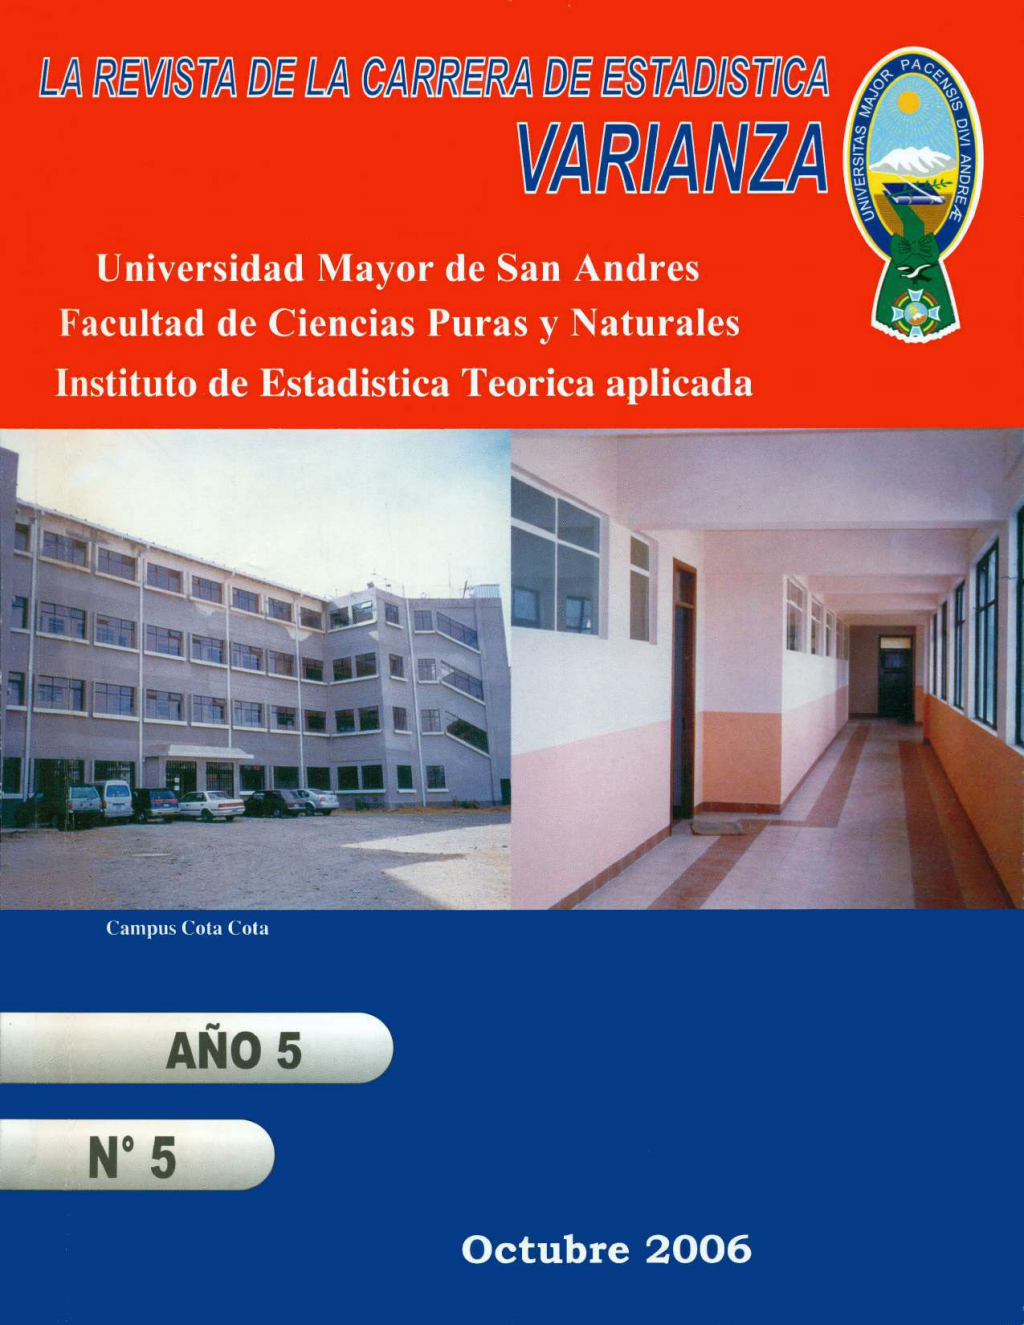 LA REVISTA DE LA CARRERA DE ESTADISTICA
VARIANZA
UNIVERSITAS MAJOR PACENSIS DIVI ANDREÆ
Universidad Mayor de San Andres
Facultad de Ciencias Puras y Naturales
Instituto de Estadistica Teorica aplicada
Campus Cota Cota
AÑO 5
N° 5
Octubre 2006